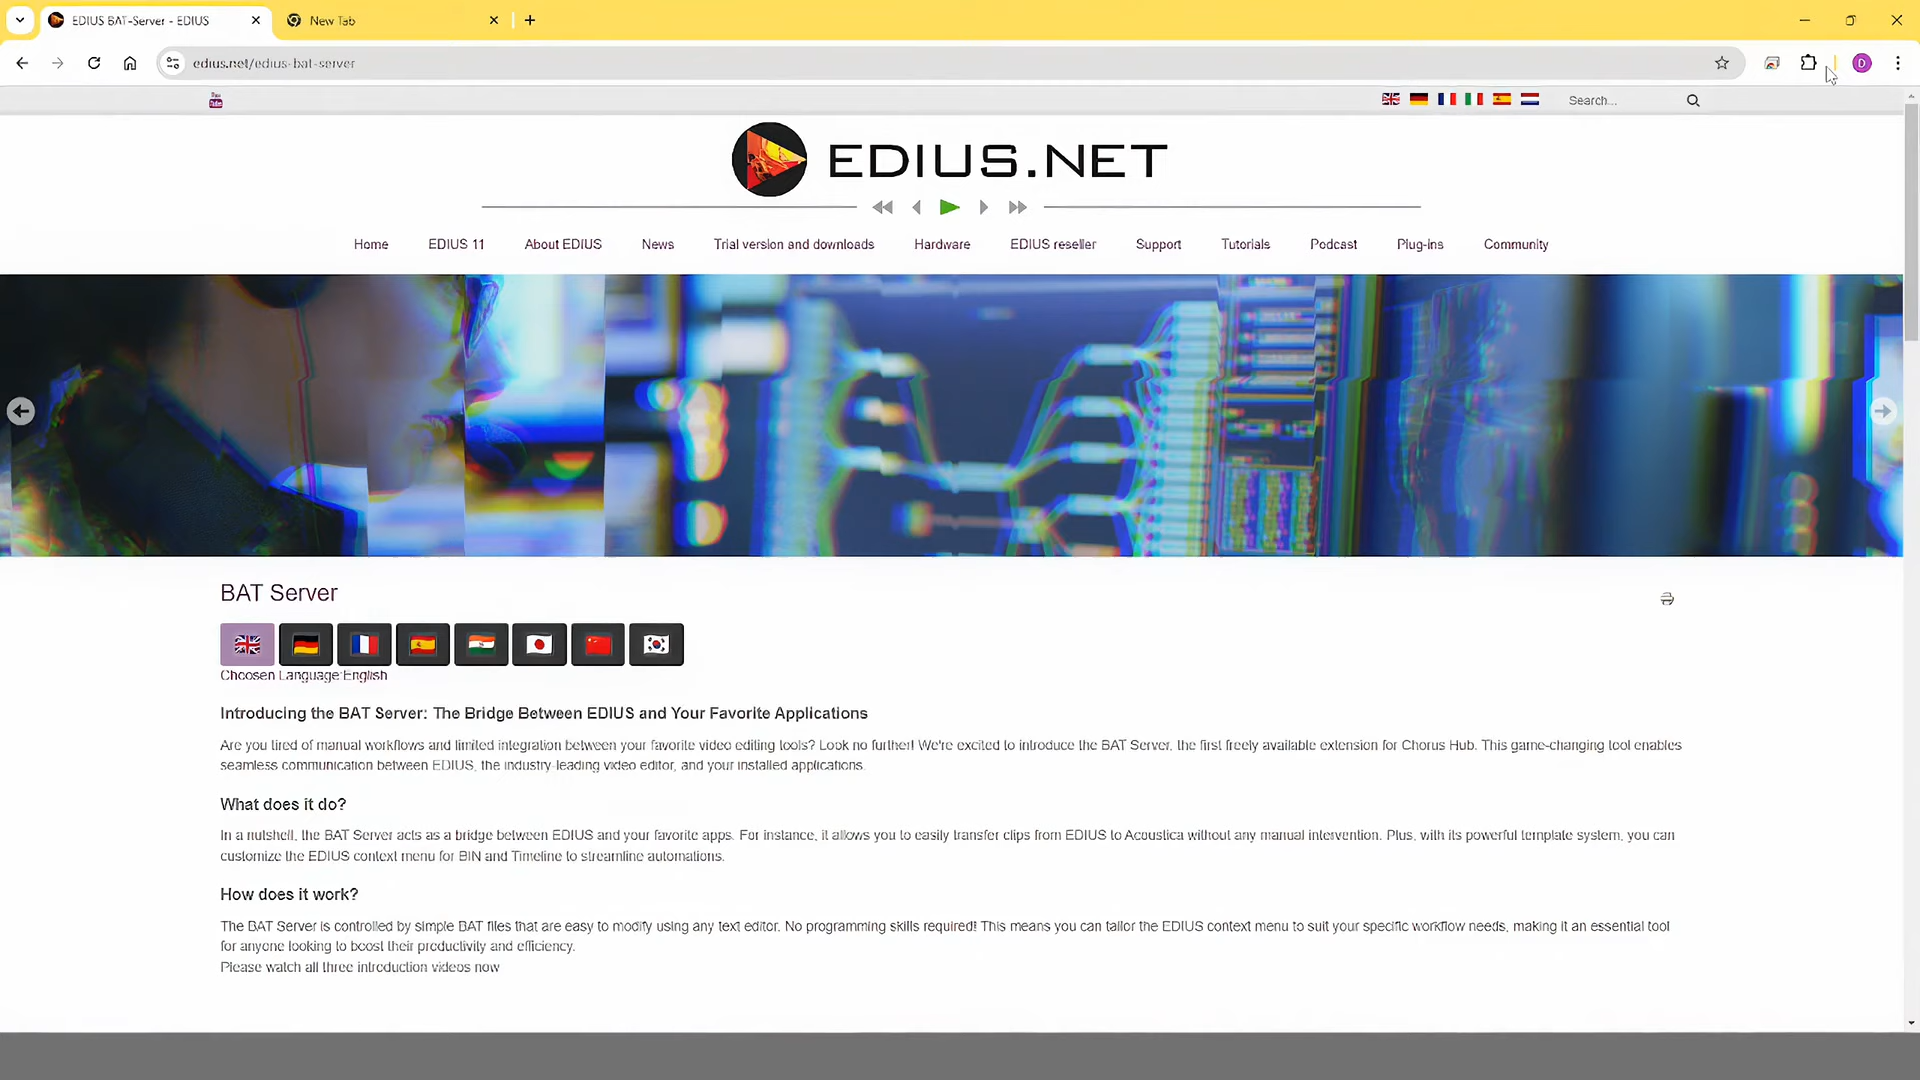 EDIUS BAT-Server - EDIUS
New Tab
edius.net/edius-bat-server
D
You
Tube
Search...
EDIUS.NET
Home EDIUS 11 About EDIUS News Trial version and downloads Hardware EDIUS reseller Support Tutorials Podcast Plug-ins Community
BAT Server
Choosen Language:English
Introducing the BAT Server: The Bridge Between EDIUS and Your Favorite Applications
Are you tired of manual workflows and limited integration between your favorite video editing tools? Look no further! We're excited to introduce the BAT Server, the first freely available extension for Chorus Hub. This game-changing tool enables
seamless communication between EDIUS, the industry-leading video editor, and your installed applications.
What does it do?
In a nutshell, the BAT Server acts as a bridge between EDIUS and your favorite apps. For instance, it allows you to easily transfer clips from EDIUS to Acoustica without any manual intervention. Plus, with its powerful template system, you can
customize the EDIUS context menu for BIN and Timeline to streamline automations.
How does it work?
The BAT Server is controlled by simple BAT files that are easy to modify using any text editor. No programming skills required! This means you can tailor the EDIUS context menu to suit your specific workflow needs, making it an essential tool
for anyone looking to boost their productivity and efficiency.
Please watch all three introduction videos now